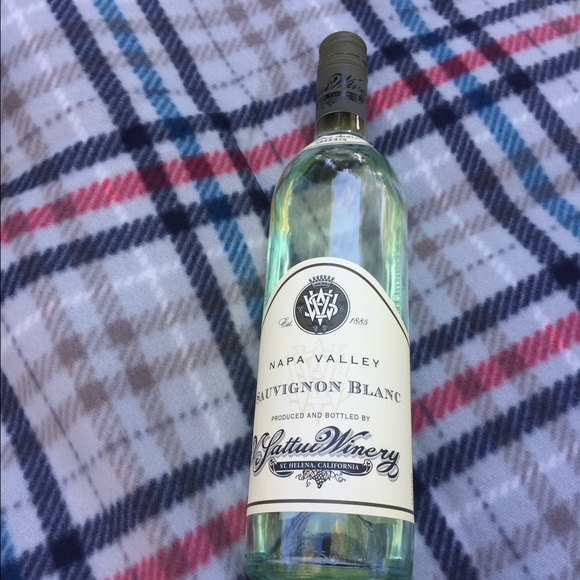 Est. 1885
NAPA VALLEY
SAUVIGNON BLANC
PRODUCED AND BOTTLED BY
V. Sattui Winery
ST. HELENA, CALIFORNIA